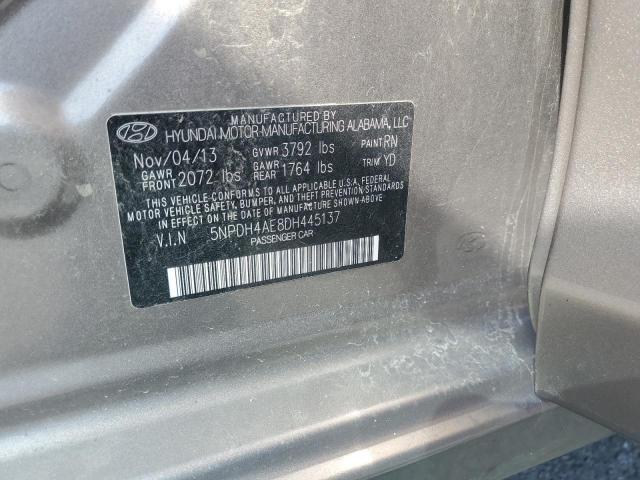 MANUFACTURED BY
HYUNDAI MOTOR-MANUFACTURING ALABAMA, LLC
Nov/04/13 GVWR 3792 lbs PAINT RN
GAWR FRONT 2072 lbs GAWR REAR 1764 lbs TRIM YD
THIS VEHICLE CONFORMS TO ALL APPLICABLE U.S.A. FEDERAL
MOTOR VEHICLE SAFETY, BUMPER, AND THEFT PREVENTION STANDARDS
IN EFFECT ON THE DATE OF MANUFACTURE SHOWN ABOVE
V.I.N 5NPDH4AE8DH445137
PASSENGER CAR